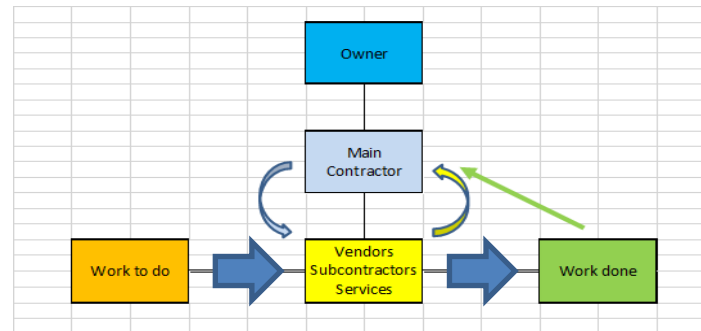 Owner
Main
Contractor
Work to do
Vendors
Subcontractors
Services
Work done